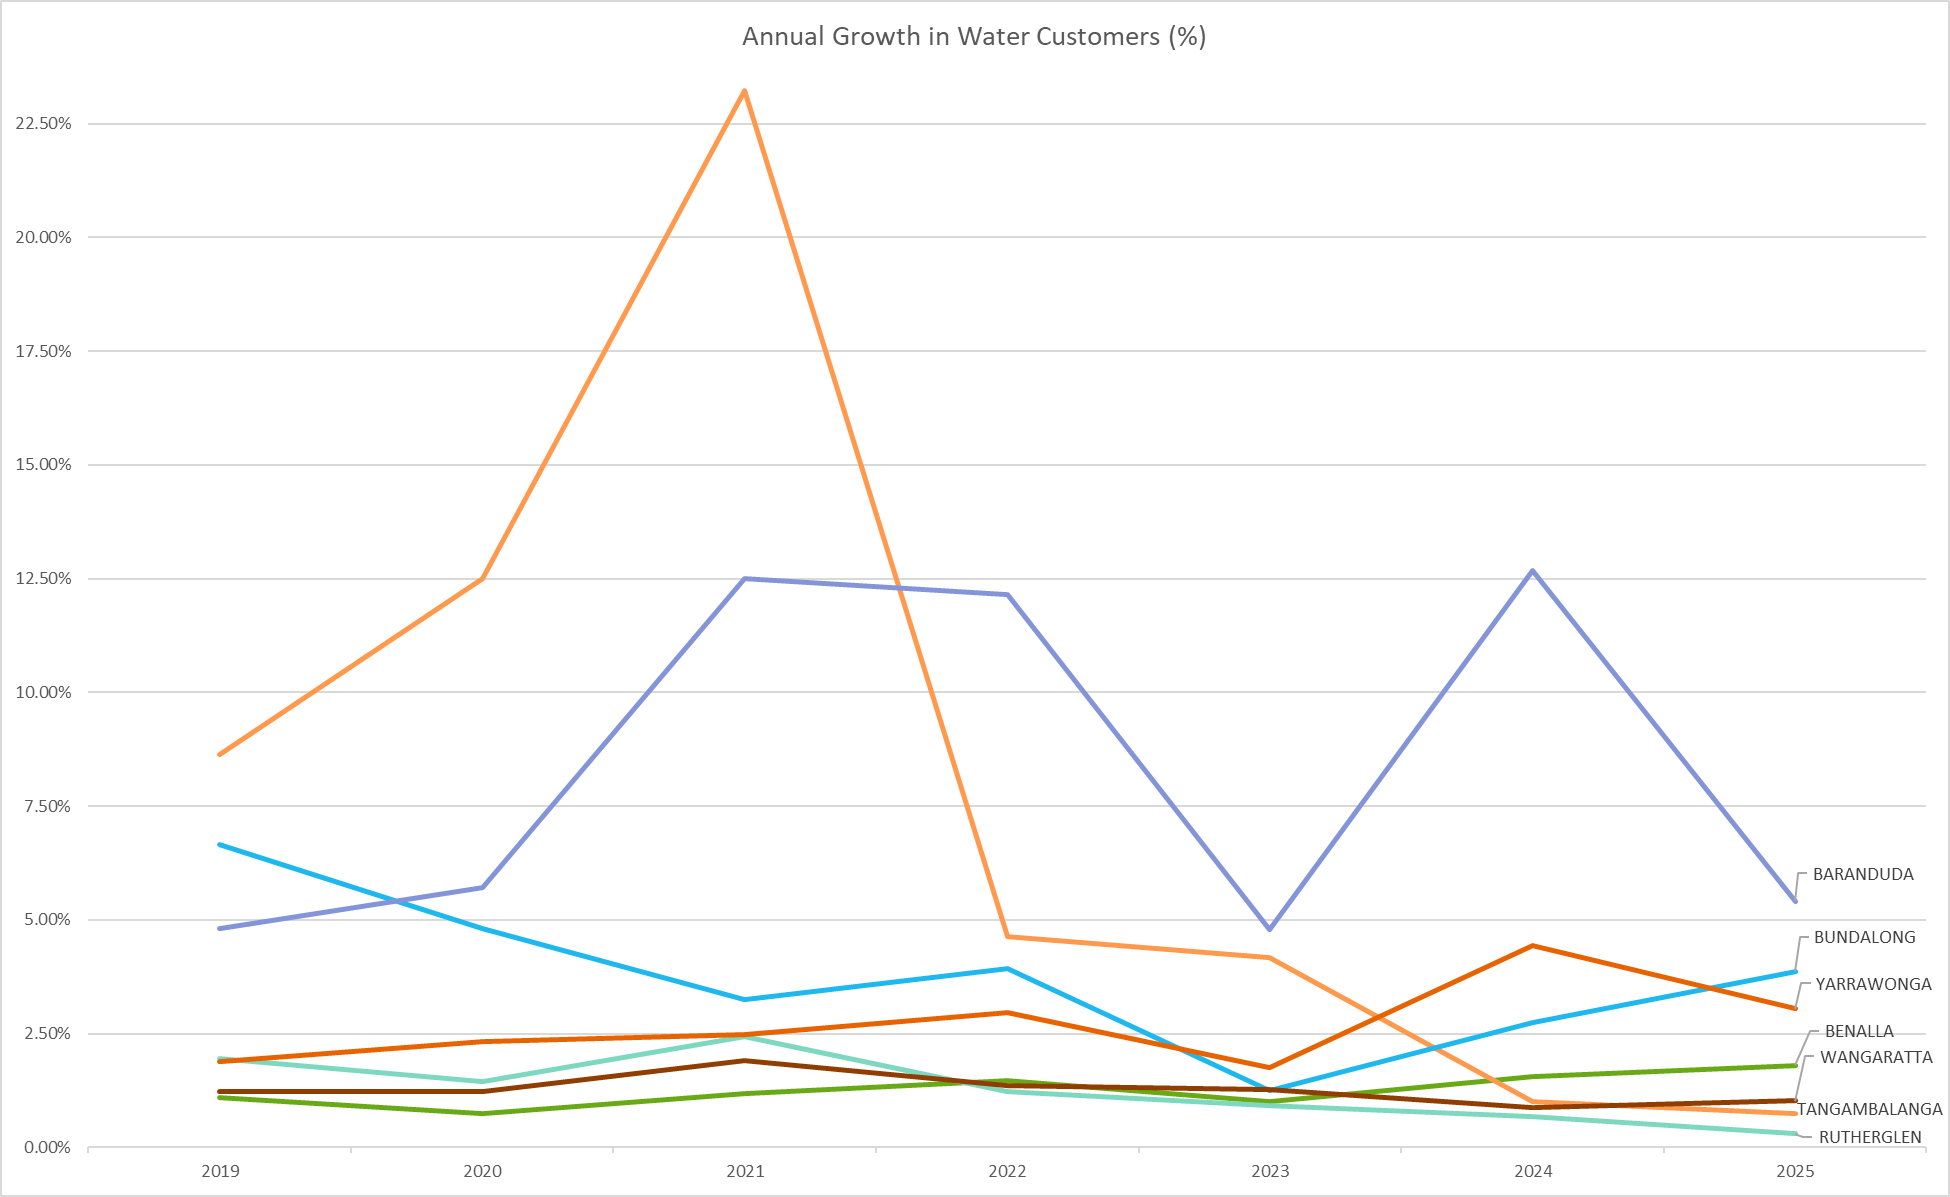 Annual Growth in Water Customers (%)
22.50%
20.00%
17.50%
15.00%
12.50%
10.00%
7.50%
5.00%
2.50%
0.00%
BARANDUDA
BUNDALONG
YARRAWONGA
BENALLA
WANGARATTA
TANGAMBALANGA
RUTHERGLEN
2019 2020 2021 2022 2023 2024 2025